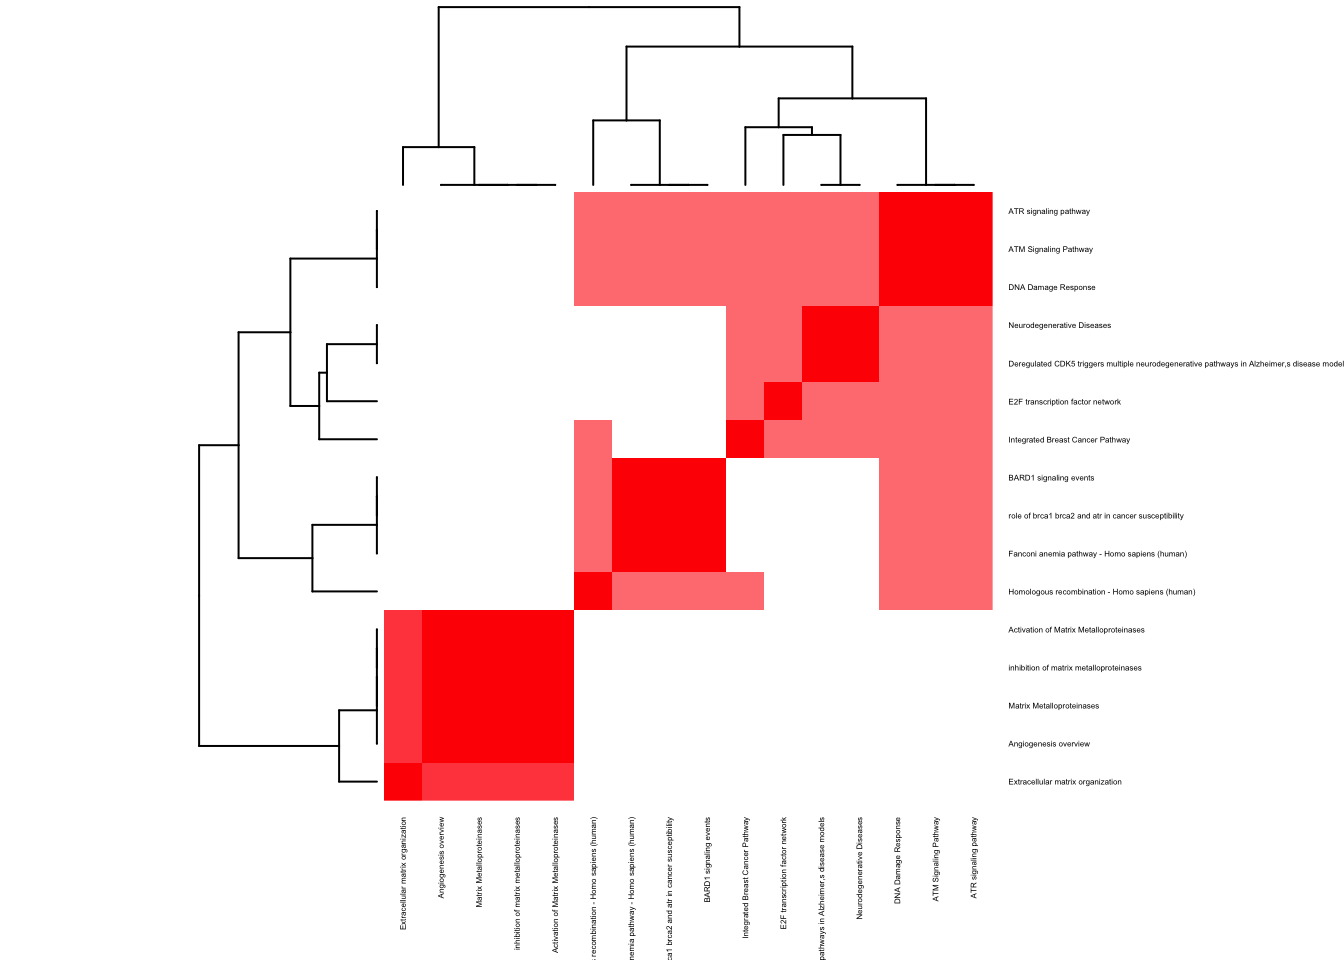 ATR signaling pathway
ATM Signaling Pathway
DNA Damage Response
Neurodegenerative Diseases
Deregulated CDK5 triggers multiple neurodegenerative pathways in Alzheimer,s disease model
E2F transcription factor network
Integrated Breast Cancer Pathway
BARD1 signaling events
role of brca1 brca2 and atr in cancer susceptibility
Fanconi anemia pathway - Homo sapiens (human)
Homologous recombination - Homo sapiens (human)
Activation of Matrix Metalloproteinases
inhibition of matrix metalloproteinases
Matrix Metalloproteinases
Angiogenesis overview
Extracellular matrix organization
Extracellular matrix organization
Angiogenesis overview
Matrix Metalloproteinases
inhibition of matrix metalloproteinases
Activation of Matrix Metalloproteinases
s recombination - Homo sapiens (human)
nemia pathway - Homo sapiens (human)
ca1 brca2 and atr in cancer susceptibility
BARD1 signaling events
Integrated Breast Cancer Pathway
E2F transcription factor network
pathways in Alzheimer,s disease models
Neurodegenerative Diseases
DNA Damage Response
ATM Signaling Pathway
ATR signaling pathway